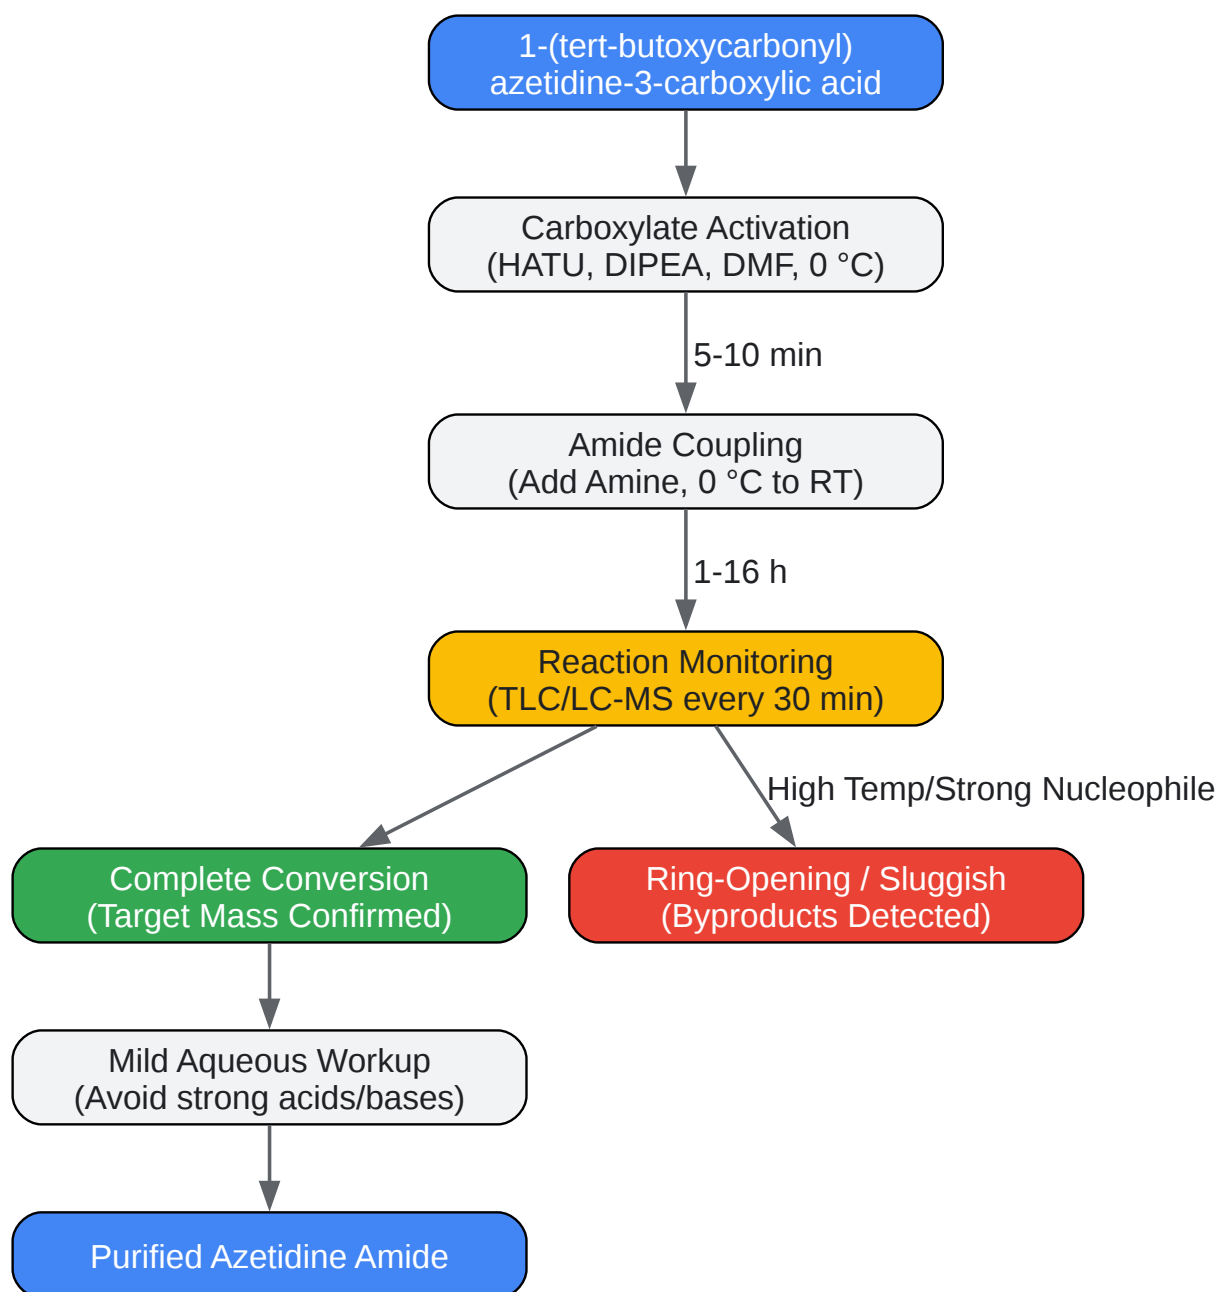 1-(tert-butoxycarbonyl)
azetidine-3-carboxylic acid
Carboxylate Activation
(HATU, DIPEA, DMF, 0 °C)
5-10 min
Amide Coupling
(Add Amine, 0 °C to RT)
1-16 h
Reaction Monitoring
(TLC/LC-MS every 30 min)
High Temp/Strong Nucleophile
Complete Conversion
(Target Mass Confirmed)
Ring-Opening / Sluggish
(Byproducts Detected)
Mild Aqueous Workup
(Avoid strong acids/bases)
Purified Azetidine Amide